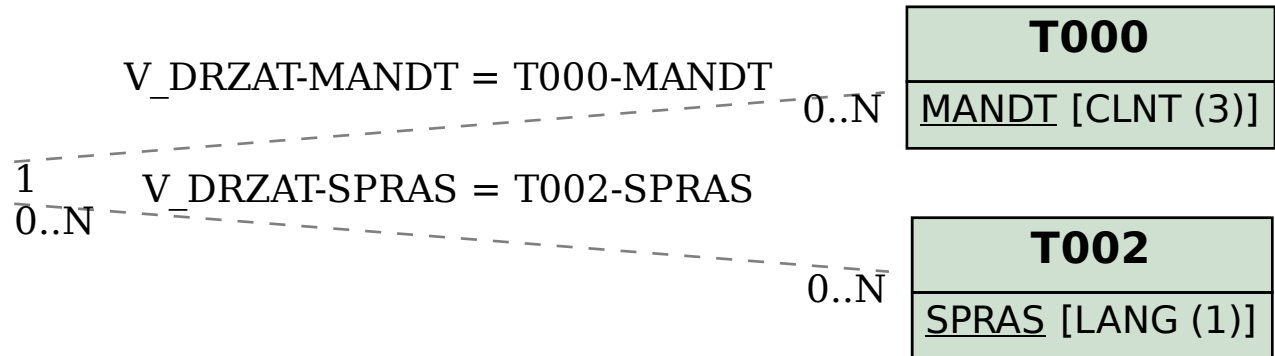 T000
V_DRZAT-MANDT = T000-MANDT
0..N
MANDT [CLNT (3)]
1
V_DRZAT-SPRAS = T002-SPRAS
0..N
T002
0..N
SPRAS [LANG (1)]